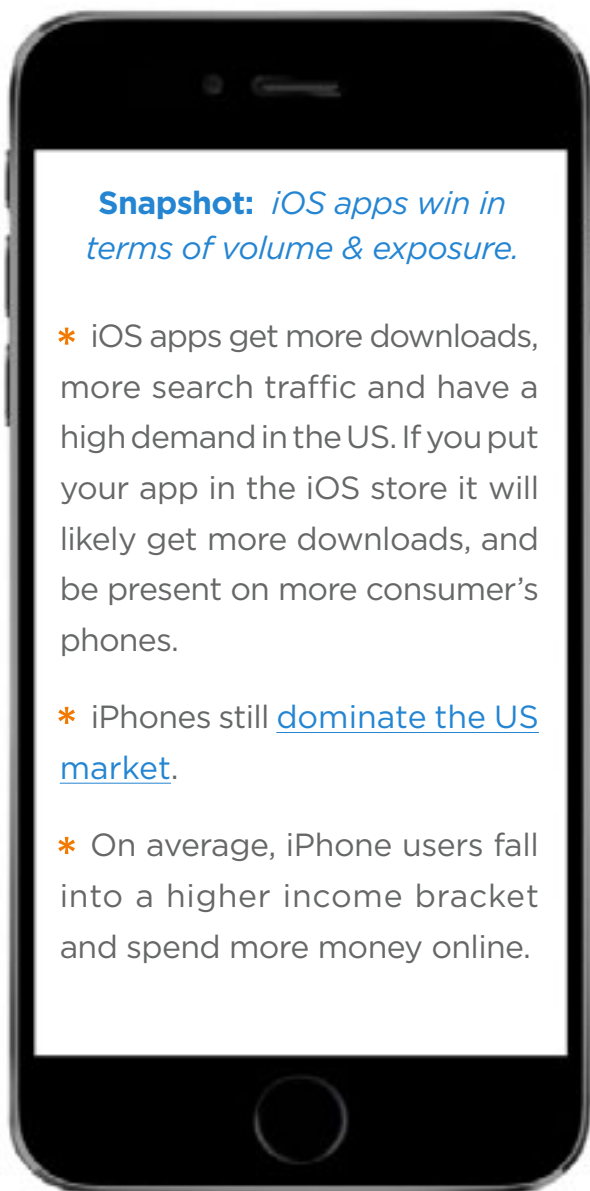 Snapshot: iOS apps win in
terms of volume & exposure.
* iOS apps get more downloads,
more search traffic and have a
high demand in the US. If you put
your app in the iOS store it will
likely get more downloads, and
be present on more consumer’s
phones.
* iPhones still dominate the US
market.
* On average, iPhone users fall
into a higher income bracket
and spend more money online.